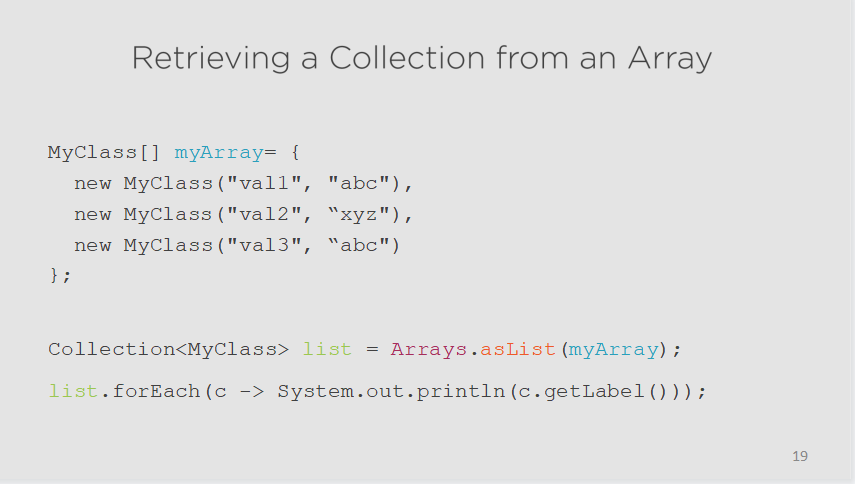 Retrieving a Collection from an Array
MyClass[] myArray= {
  new MyClass("val1", "abc"),
  new MyClass("val2", “xyz"),
  new MyClass("val3", “abc")
};
Collection<MyClass> list = Arrays.asList(myArray);
list.forEach(c -> System.out.println(c.getLabel()));
19